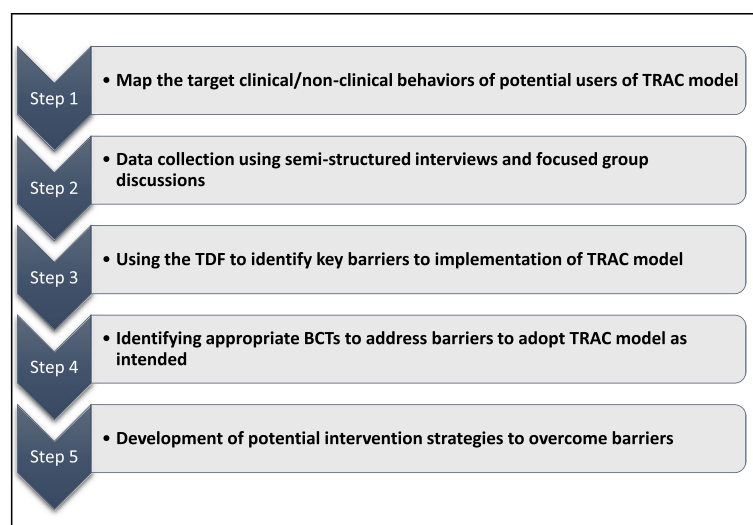 Step 1
• Map the target clinical/non-clinical behaviors of potential users of TRAC model
Step 2
• Data collection using semi-structured interviews and focused group
discussions
Step 3
• Using the TDF to identify key barriers to implementation of TRAC model
Step 4
• Identifying appropriate BCTs to address barriers to adopt TRAC model as
intended
Step 5
• Development of potential intervention strategies to overcome barriers